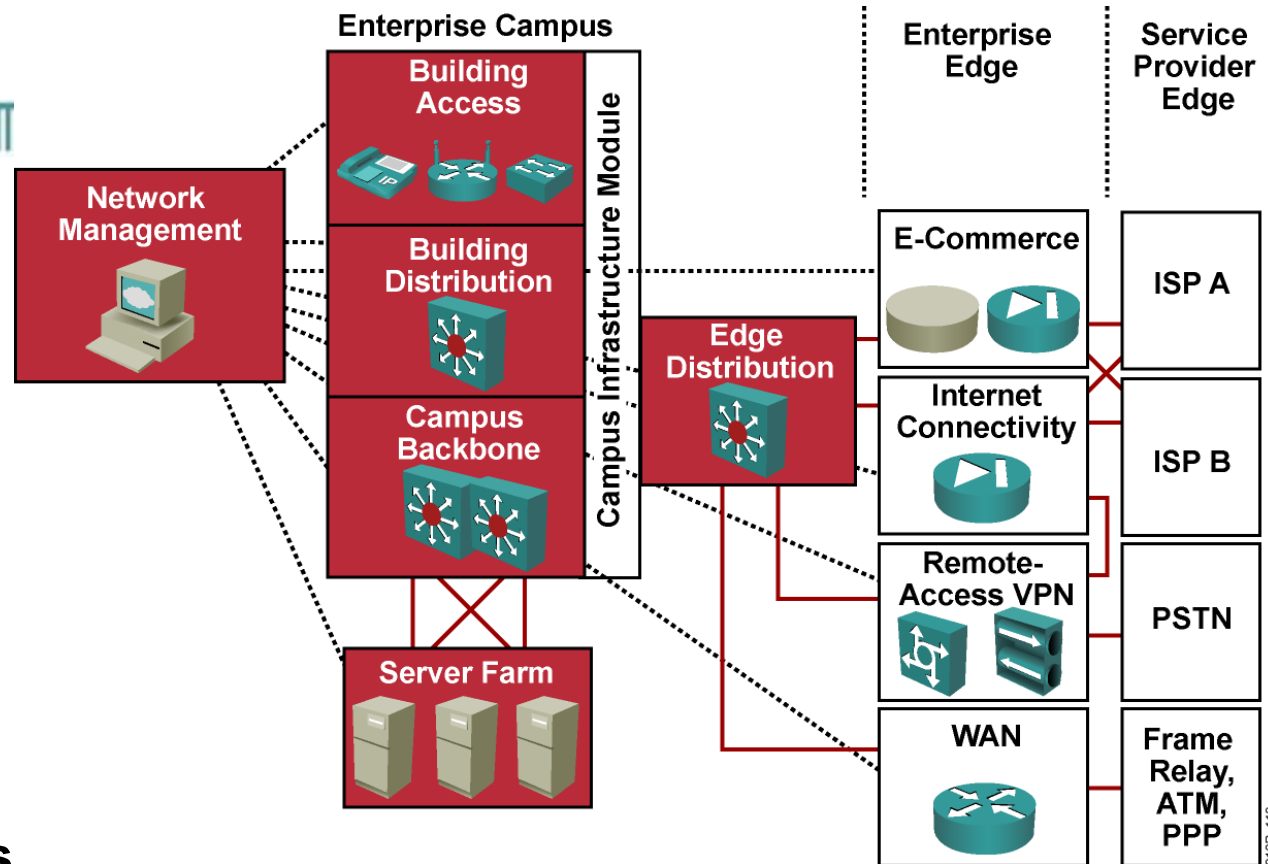 Enterprise Campus
Building
Access
IP
Network
Management
Building
Distribution
Campus
Backbone
Campus Infrastructure Module
Server Farm
Edge
Distribution
Enterprise
Edge
Service
Provider
Edge
E-Commerce
Internet
Connectivity
Remote-
Access VPN
WAN
ISP A
ISP B
PSTN
Frame
Relay,
ATM,
PPP